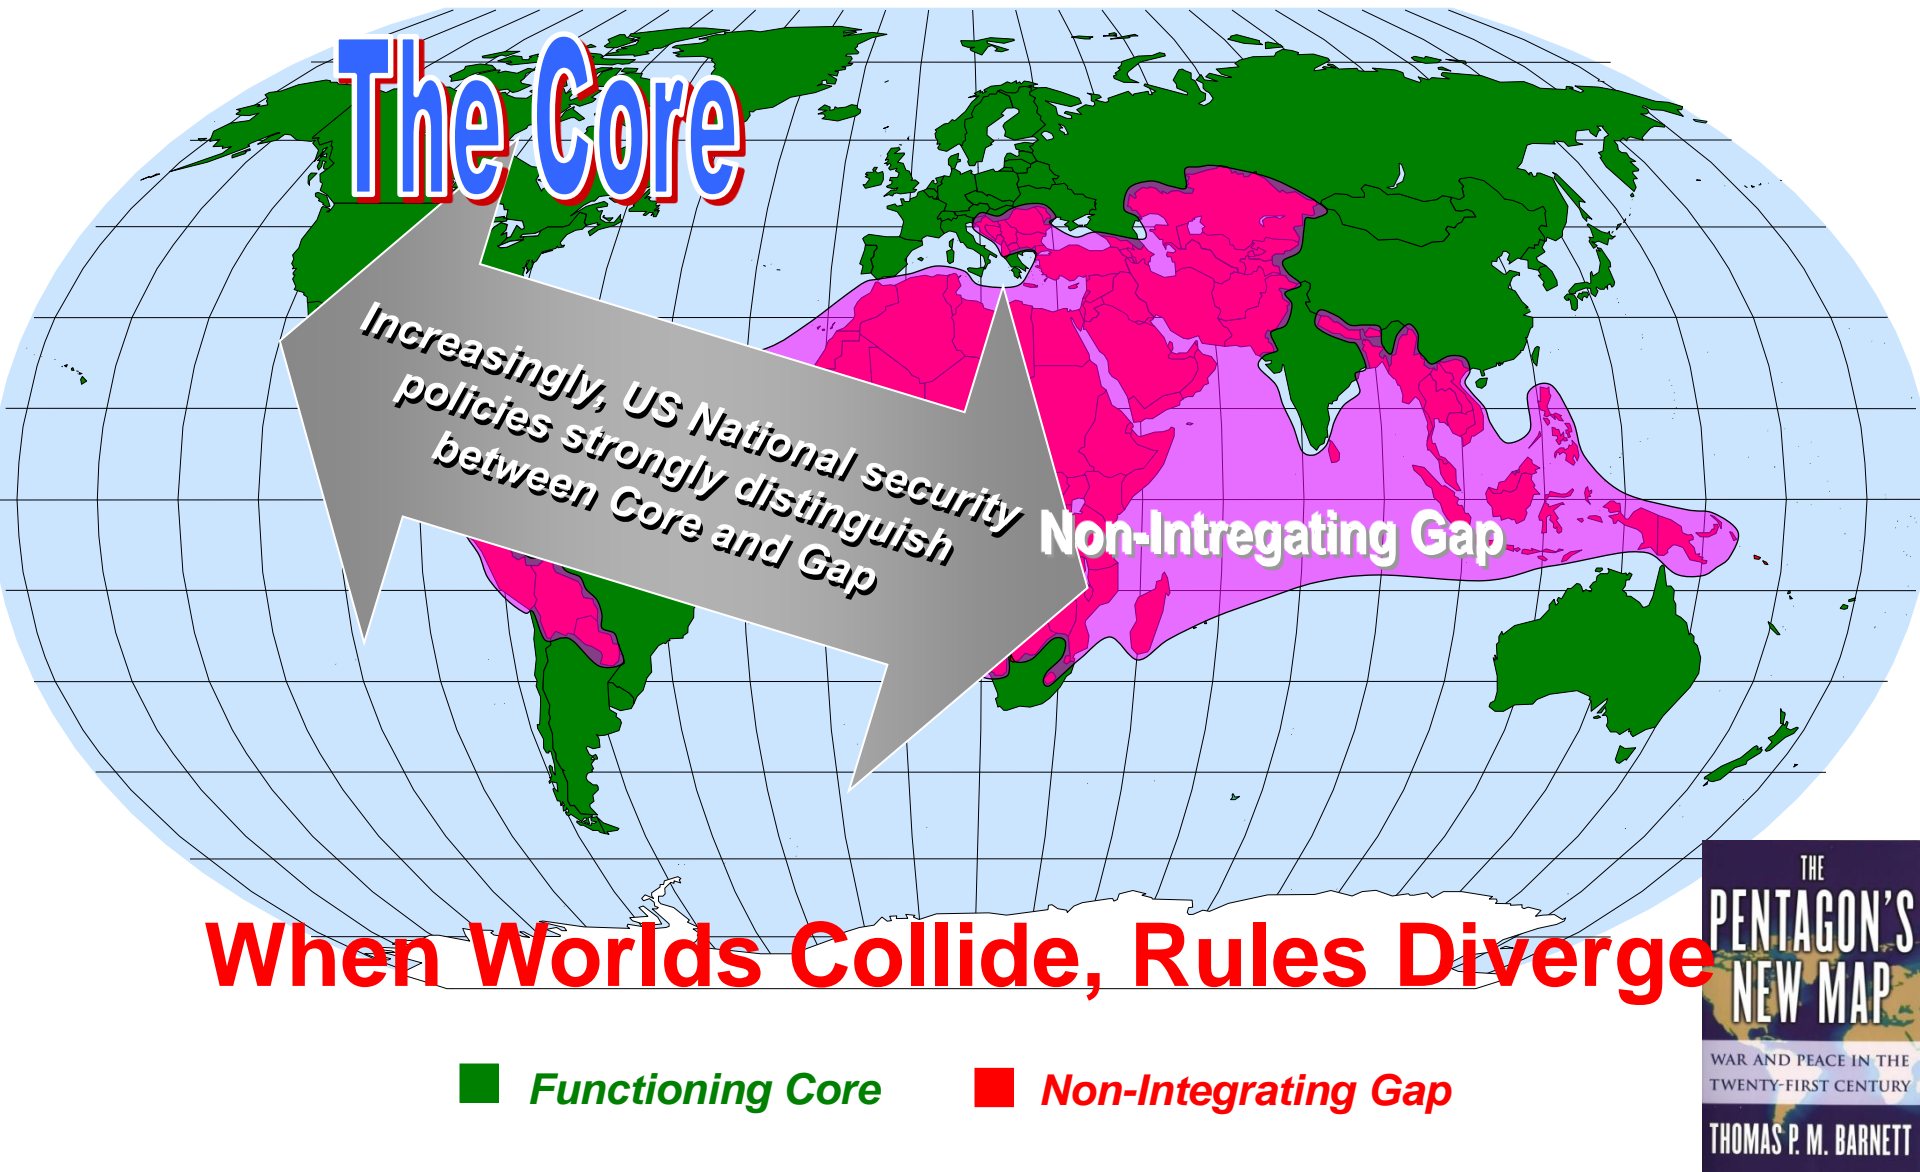 The Core
Increasingly, US National security
policies strongly distinguish
between Core and Gap
Non-Intregating Gap
When Worlds Collide, Rules Diverge
Functioning Core
Non-Integrating Gap
THE
PENTAGON'S
NEW MAP
WAR AND PEACE IN THE
TWENTY-FIRST CENTURY
THOMAS P. M. BARNETT